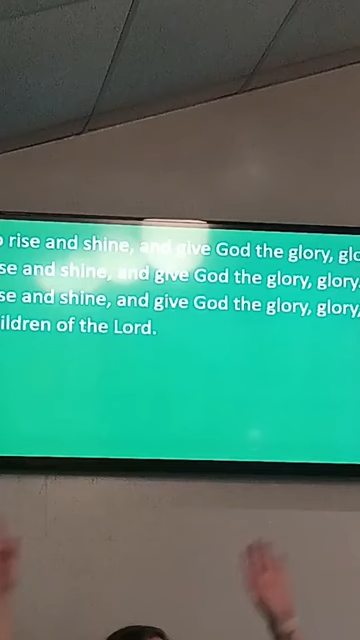 o rise and shine, and give God the glory, glo
se and shine, and give God the glory, glory,
se and shine, and give God the glory, glory,
ildren of the Lord.